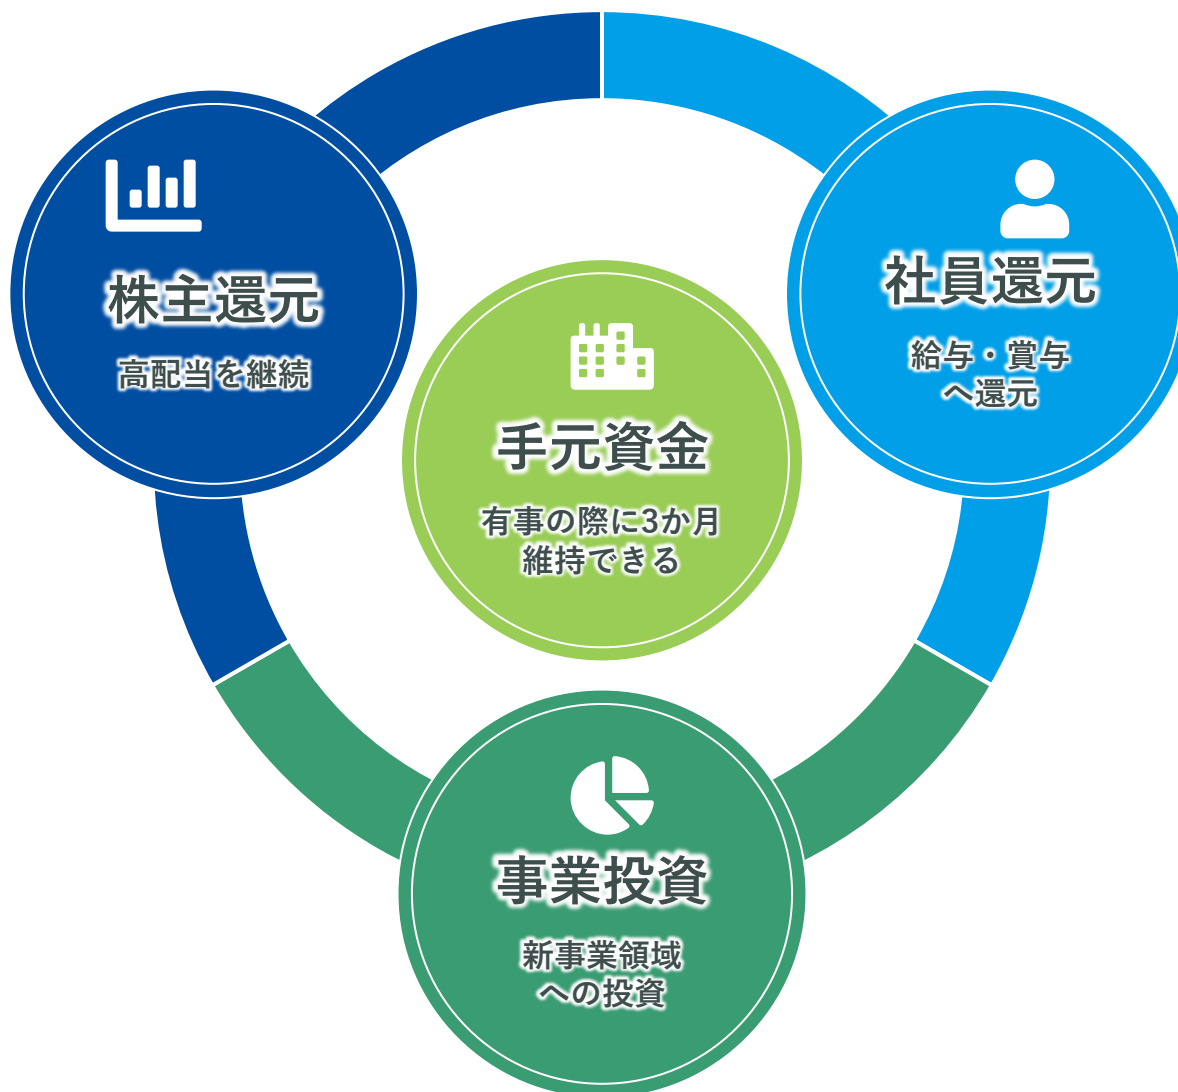 株主還元
高配当を継続
社員還元
給与・賞与
へ還元
手元資金
有事の際に3か月
維持できる
事業投資
新事業領域
への投資